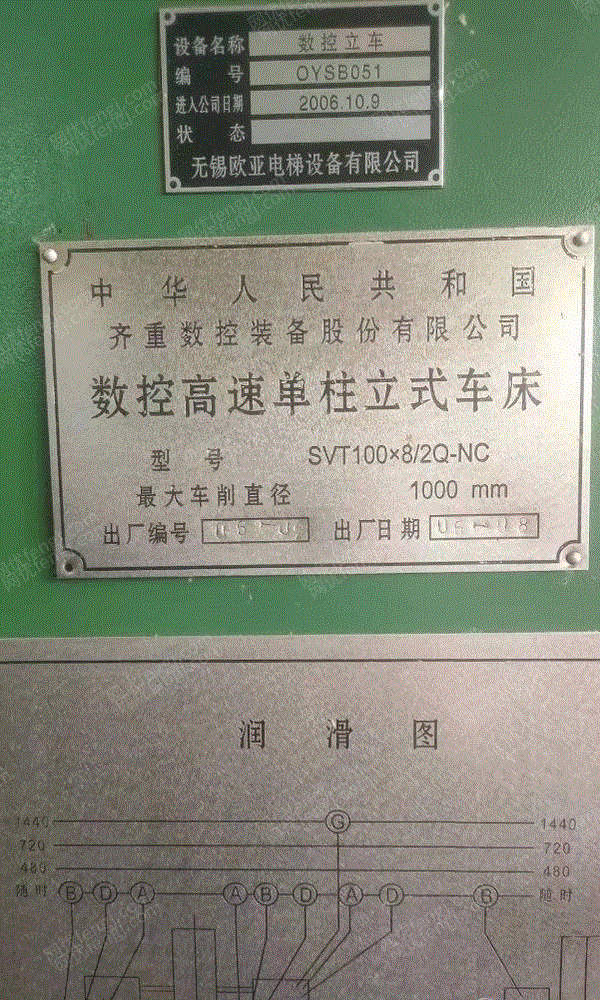 设备名称 数控立车
编号 OYSB051
进入公司日期 2006.10.9
状态
无锡欧亚电梯设备有限公司
中华人民共和国
齐重数控装备股份有限公司
数控高速单柱立式车床
型号 SVT100×8/2Q-NC
最大车削直径 1000 mm
出厂编号 出厂日期
润滑图
G
1440 1440
720 720
480 480
随时 B D A A B D A D B 随时